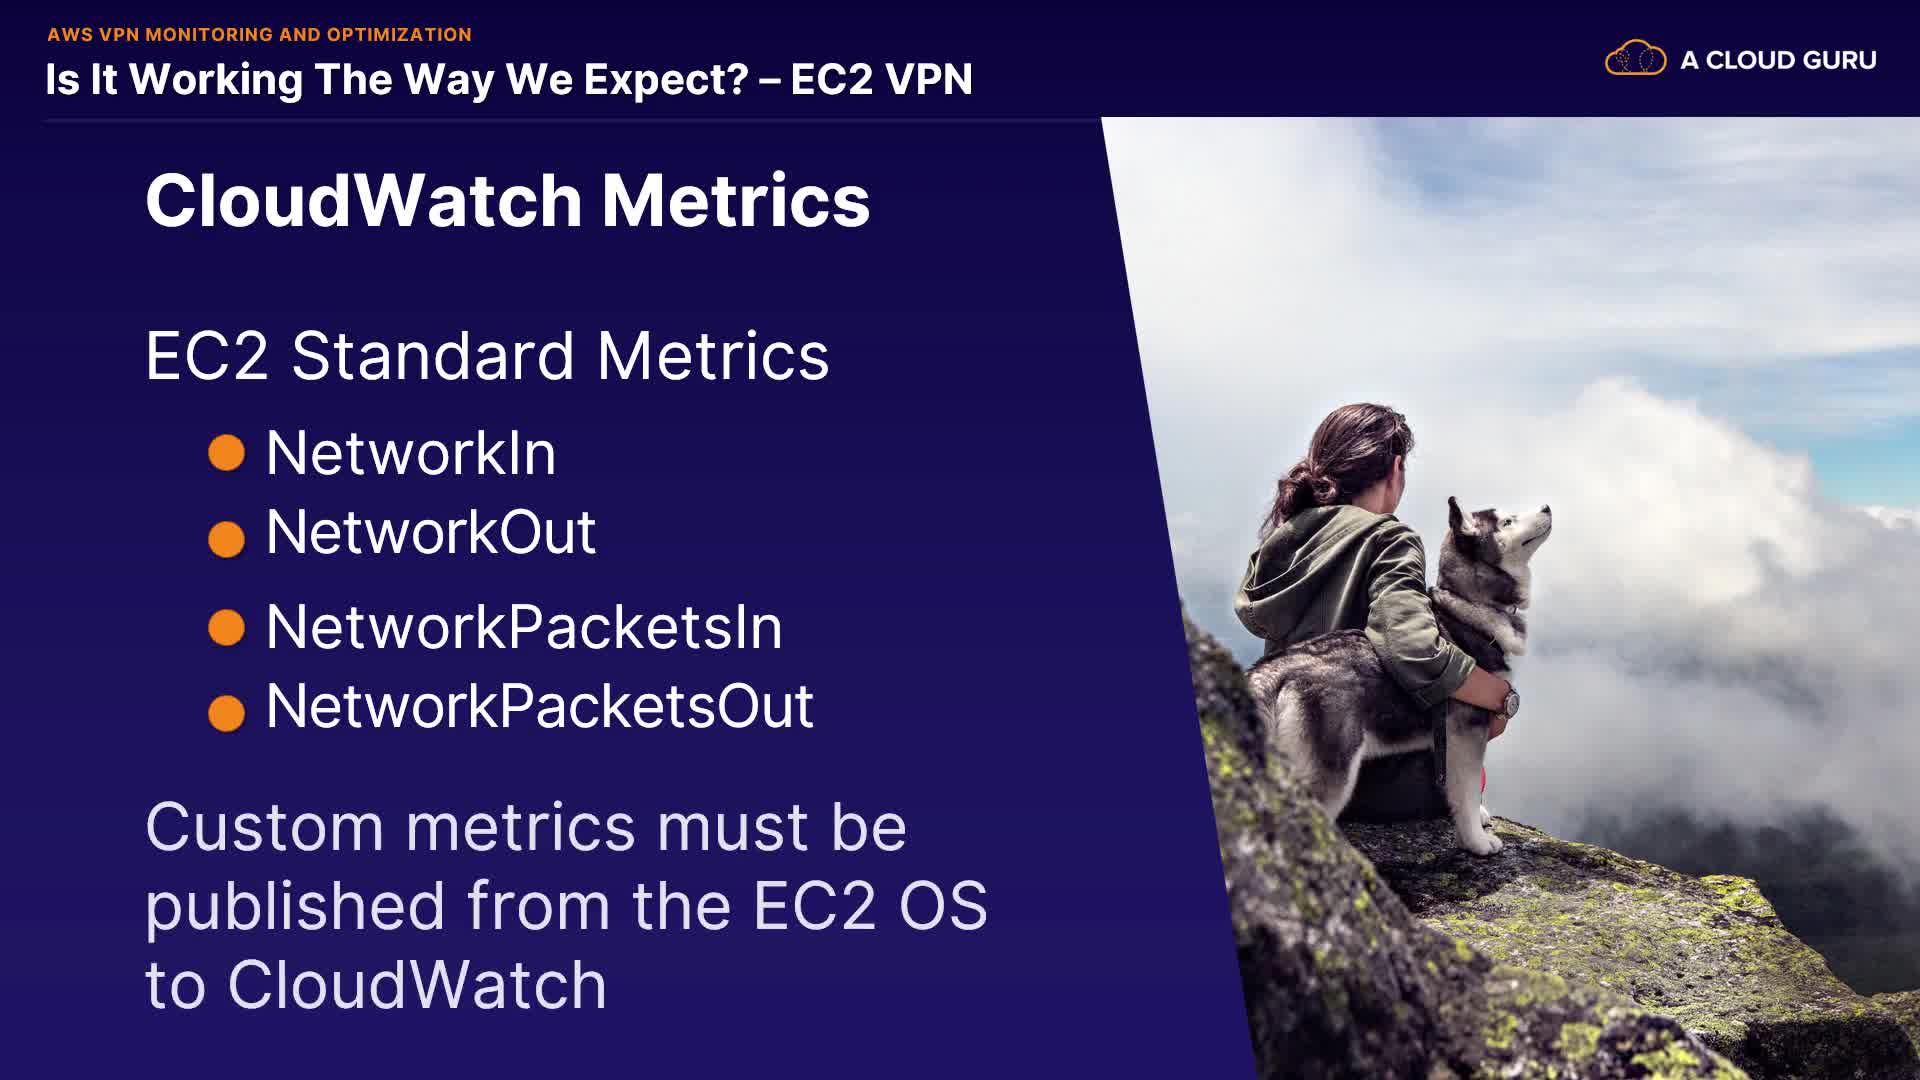 AWS VPN MONITORING AND OPTIMIZATION
Is It Working The Way We Expect? – EC2 VPN
A CLOUD GURU
CloudWatch Metrics
EC2 Standard Metrics
NetworkIn
NetworkOut
NetworkPacketsIn
NetworkPacketsOut
Custom metrics must be
published from the EC2 OS
to CloudWatch